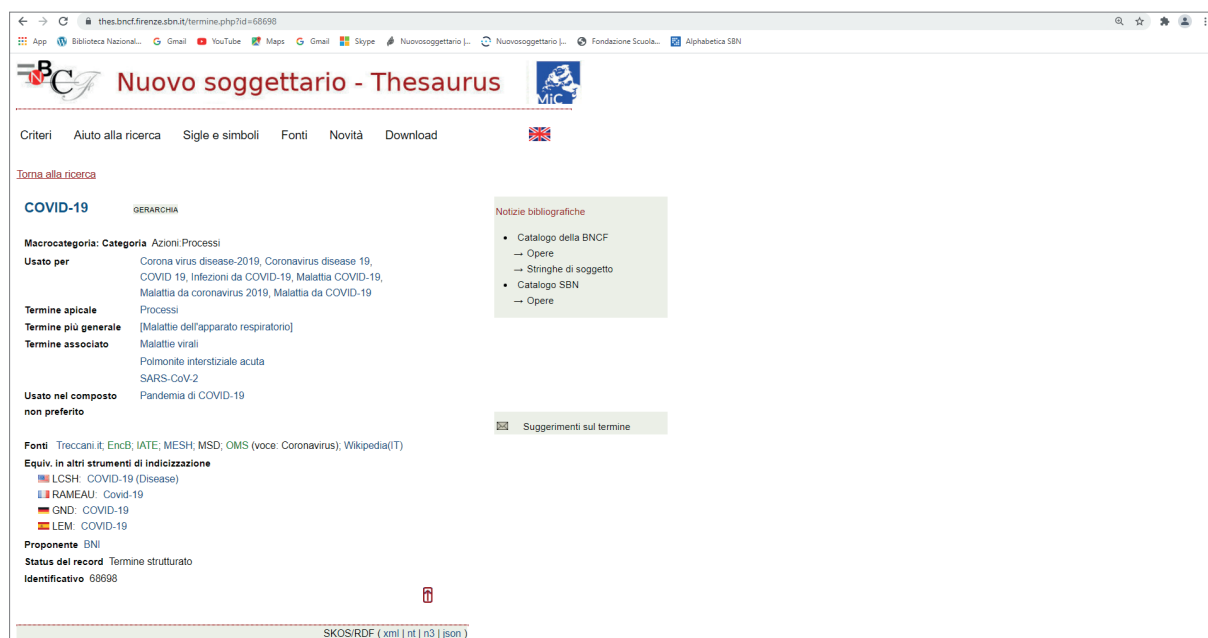 thes.bncf.firenze.sbn.it/termine.php?id=68698
App Biblioteca Nazional... Gmail YouTube Maps Gmail Skype Nuovosoggettario |... Nuovosoggettario |... Fondazione Scuola... Alphabetica SBN
NBCF Nuovo soggettario - Thesaurus MiC
Criteri Aiuto alla ricerca Sigle e simboli Fonti Novità Download
Torna alla ricerca
COVID-19 GERARCHIA
Macrocategoria: Categoria Azioni:Processi
Usato per Corona virus disease-2019, Coronavirus disease 19,
COVID 19, Infezioni da COVID-19, Malattia COVID-19,
Malattia da coronavirus 2019, Malattia da COVID-19
Termine apicale Processi
Termine più generale [Malattie dell'apparato respiratorio]
Termine associato Malattie virali
Polmonite interstiziale acuta
SARS-CoV-2
Usato nel composto Pandemia di COVID-19
non preferito
Fonti Treccani.it; EncB; IATE; MESH; MSD; OMS (voce: Coronavirus); Wikipedia(IT)
Equiv. in altri strumenti di indicizzazione
LCSH: COVID-19 (Disease)
RAMEAU: Covid-19
GND: COVID-19
LEM: COVID-19
Proponente BNI
Status del record Termine strutturato
Identificativo 68698
SKOS/RDF ( xml | nt | n3 | json )
Notizie bibliografiche
• Catalogo della BNCF
→ Opere
→ Stringhe di soggetto
• Catalogo SBN
→ Opere
Suggerimenti sul termine